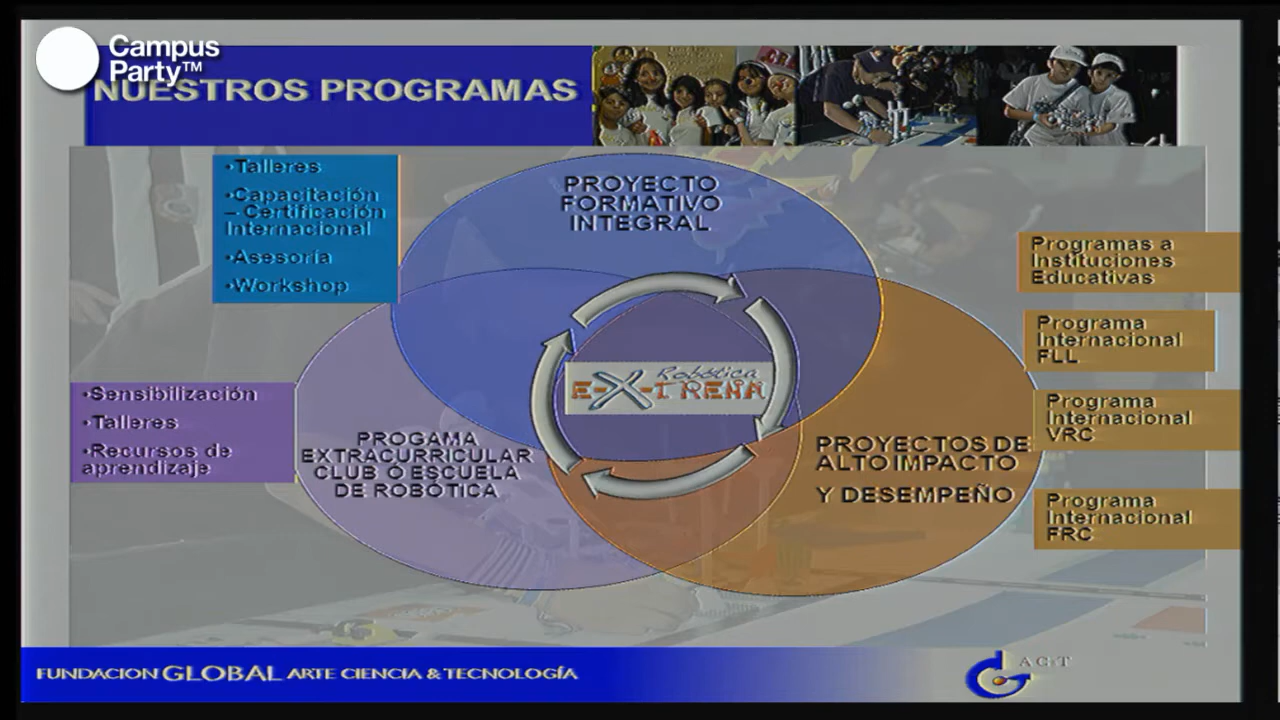 Campus
Party™
NUESTROS PROGRAMAS
•Talleres
•Capacitación
– Certificación
Internacional
•Asesoría
•Workshop
PROYECTO
FORMATIVO
INTEGRAL
Programas a
Instituciones
Educativas
Programa
Internacional
FLL
Robótica
E-X-TREMA
•Sensibilización
•Talleres
•Recursos de
aprendizaje
PROGAMA
EXTRACURRICULAR
CLUB O ESCUELA
DE ROBÓTICA
PROYECTOS DE
ALTO IMPACTO
Y DESEMPEÑO
Programa
Internacional
VRC
Programa
Internacional
FRC
FUNDACION GLOBAL ARTE CIENCIA & TECNOLOGÍA
AGT